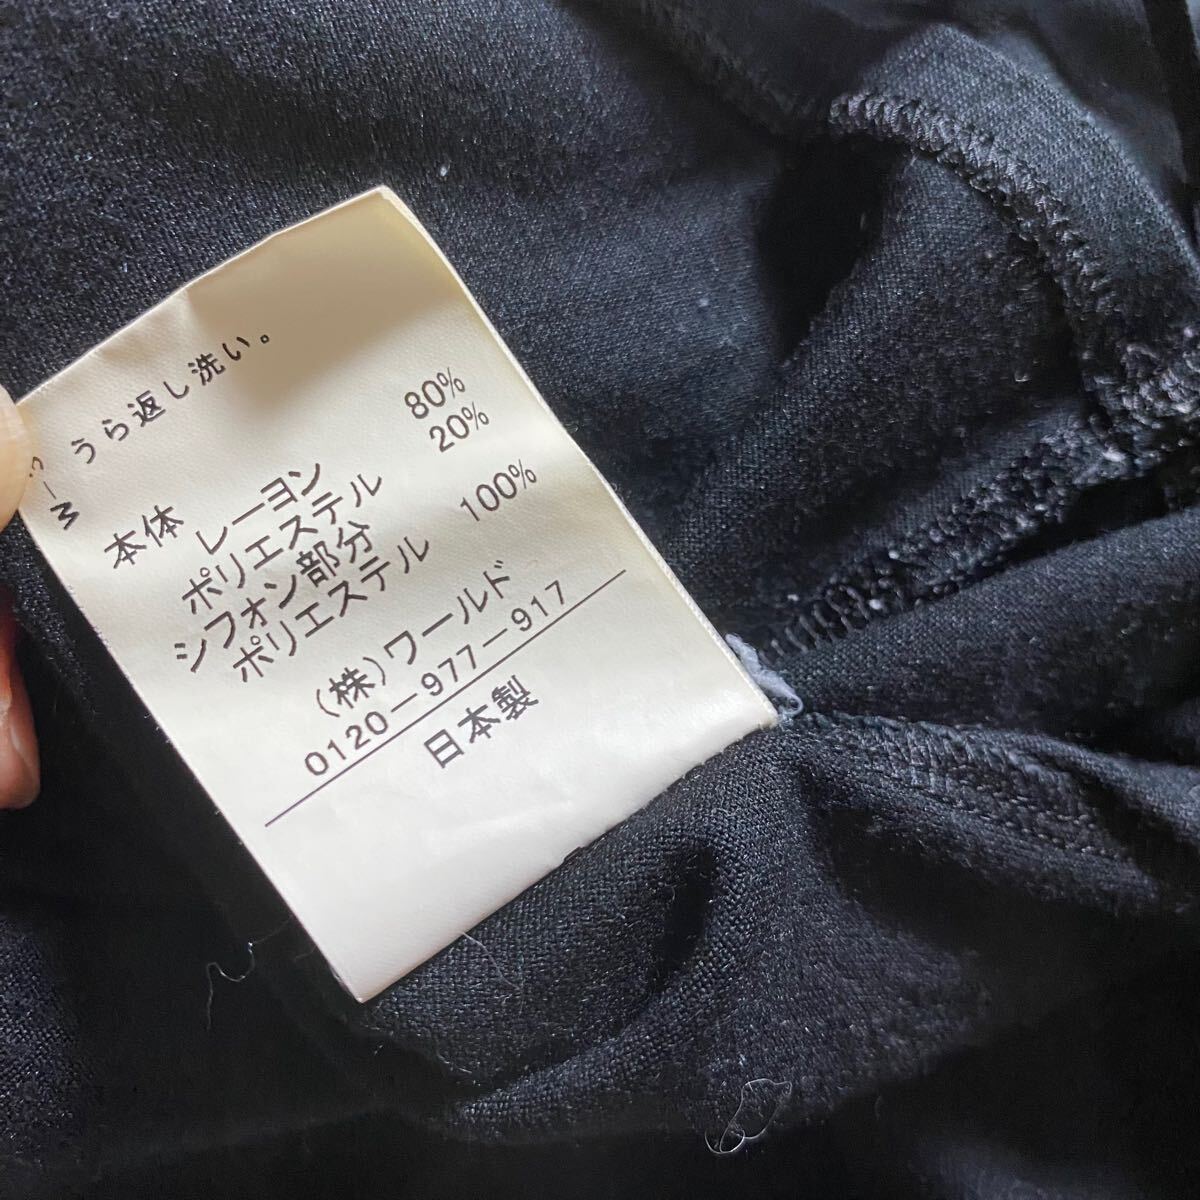 うら返し洗い。
本体
レーヨン 80%
ポリエステル 20%
シフォン部分
ポリエステル 100%
(株)ワールド
0120-977-917
日本製